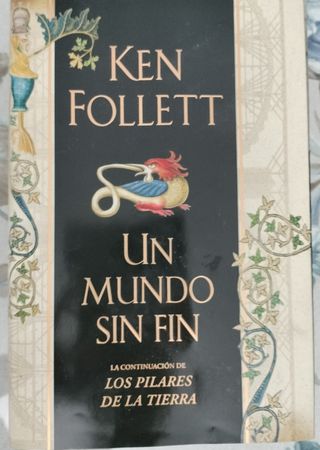 KEN
FOLLETT
UN
MUNDO
SIN FIN
LA CONTINUACIÓN DE
LOS PILARES
DE LA TIERRA